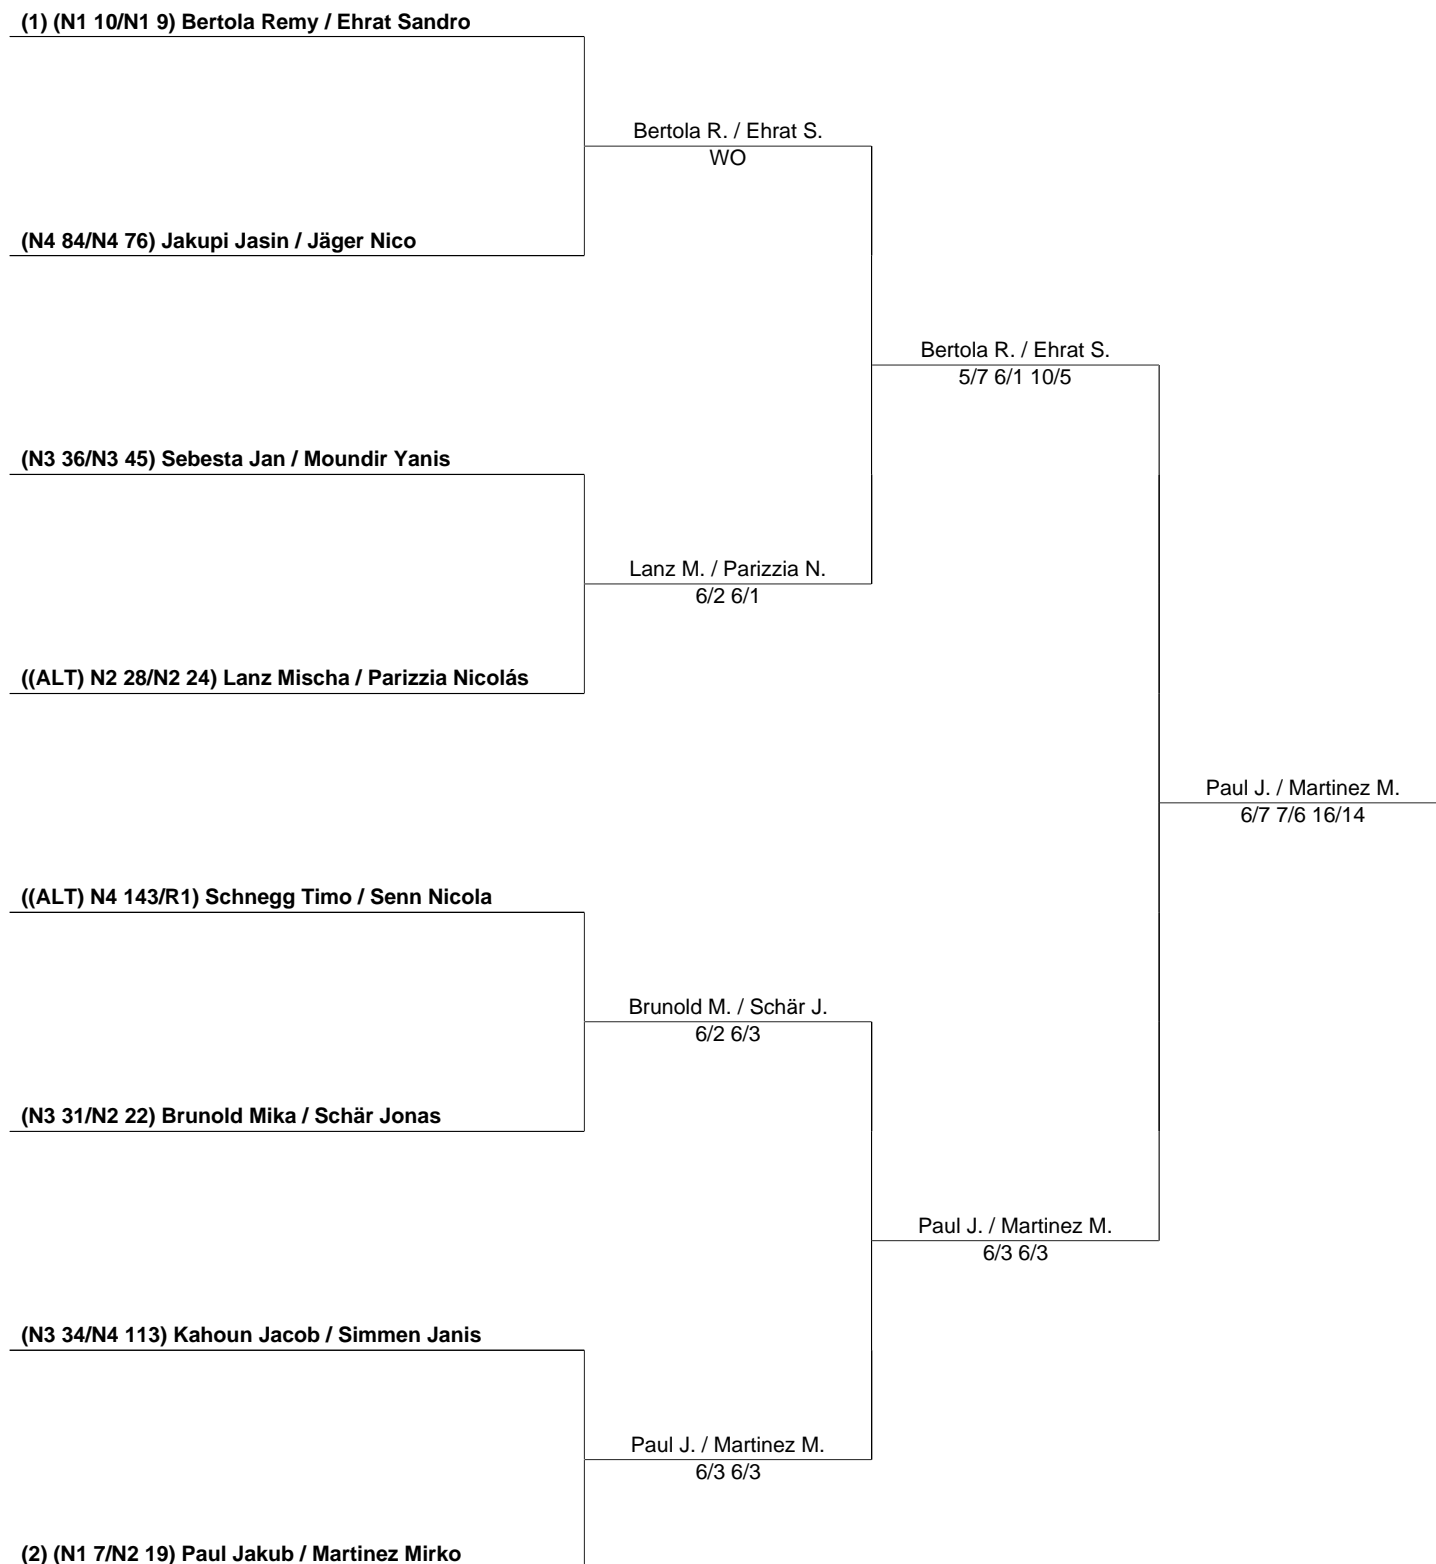 (1) (N1 10/N1 9) Bertola Remy / Ehrat Sandro
Bertola R. / Ehrat S.
WO
(N4 84/N4 76) Jakupi Jasin / Jäger Nico
Bertola R. / Ehrat S.
5/7 6/1 10/5
(N3 36/N3 45) Sebesta Jan / Moundir Yanis
Lanz M. / Parizzia N.
6/2 6/1
((ALT) N2 28/N2 24) Lanz Mischa / Parizzia Nicolás
Paul J. / Martinez M.
6/7 7/6 16/14
((ALT) N4 143/R1) Schnegg Timo / Senn Nicola
Brunold M. / Schär J.
6/2 6/3
(N3 31/N2 22) Brunold Mika / Schär Jonas
Paul J. / Martinez M.
6/3 6/3
(N3 34/N4 113) Kahoun Jacob / Simmen Janis
Paul J. / Martinez M.
6/3 6/3
(2) (N1 7/N2 19) Paul Jakub / Martinez Mirko